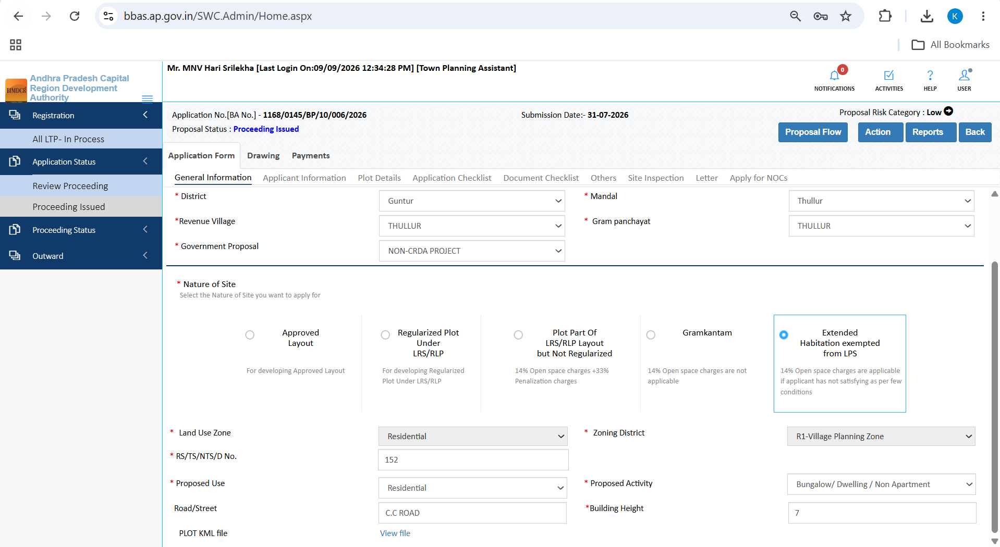 bbas.ap.gov.in/SWC.Admin/Home.aspx
K
All Bookmarks
Andhra Pradesh Capital
Region Development
Authority
BIMDCR
Mr. MNV Hari Srilekha [Last Login On:09/09/2026 12:34:28 PM] [Town Planning Assistant]
0
NOTIFICATIONS
ACTIVITIES
HELP
USER
Registration
All LTP- In Process
Application Status
Review Proceeding
Proceeding Issued
Proceeding Status
Outward
Application No.[BA No.] - 1168/0145/BP/10/006/2026
Submission Date:- 31-07-2026
Proposal Risk Category : Low
Proposal Status : Proceeding Issued
Proposal Flow
Action
Reports
Back
Application Form
Drawing
Payments
General Information
Applicant Information
Plot Details
Application Checklist
Document Checklist
Others
Site Inspection
Letter
Apply for NOCs
* District
Guntur
* Mandal
Thullur
*Revenue Village
THULLUR
* Gram panchayat
THULLUR
* Government Proposal
NON-CRDA PROJECT
* Nature of Site
Select the Nature of Site you want to apply for
Approved
Layout
For developing Approved Layout
Regularized Plot
Under
LRS/RLP
For developing Regularized
Plot Under LRS/RLP
Plot Part Of
LRS/RLP Layout
but Not Regularized
14% Open space charges +33%
Penalization charges
Gramkantam
14% Open space charges are not
applicable
Extended
Habitation exempted
from LPS
14% Open space charges are applicable
if applicant has not satisfying as per few
conditions
* Land Use Zone
Residential
* Zoning District
R1-Village Planning Zone
* RS/TS/NTS/D No.
152
* Proposed Use
Residential
* Proposed Activity
Bungalow/ Dwelling / Non Apartment
Road/Street
C.C ROAD
*Building Height
7
PLOT KML file
View file